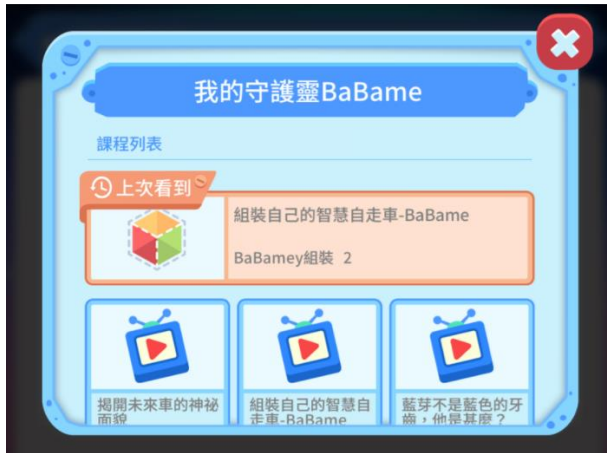 我的守護靈BaBame
課程列表
上次看到
組裝自己的智慧自走車-BaBame
BaBamey組裝 2
揭開未來車的神祕
面貌
組裝自己的智慧自
走車-BaBame
藍芽不是藍色的牙
齒，他是甚麼？